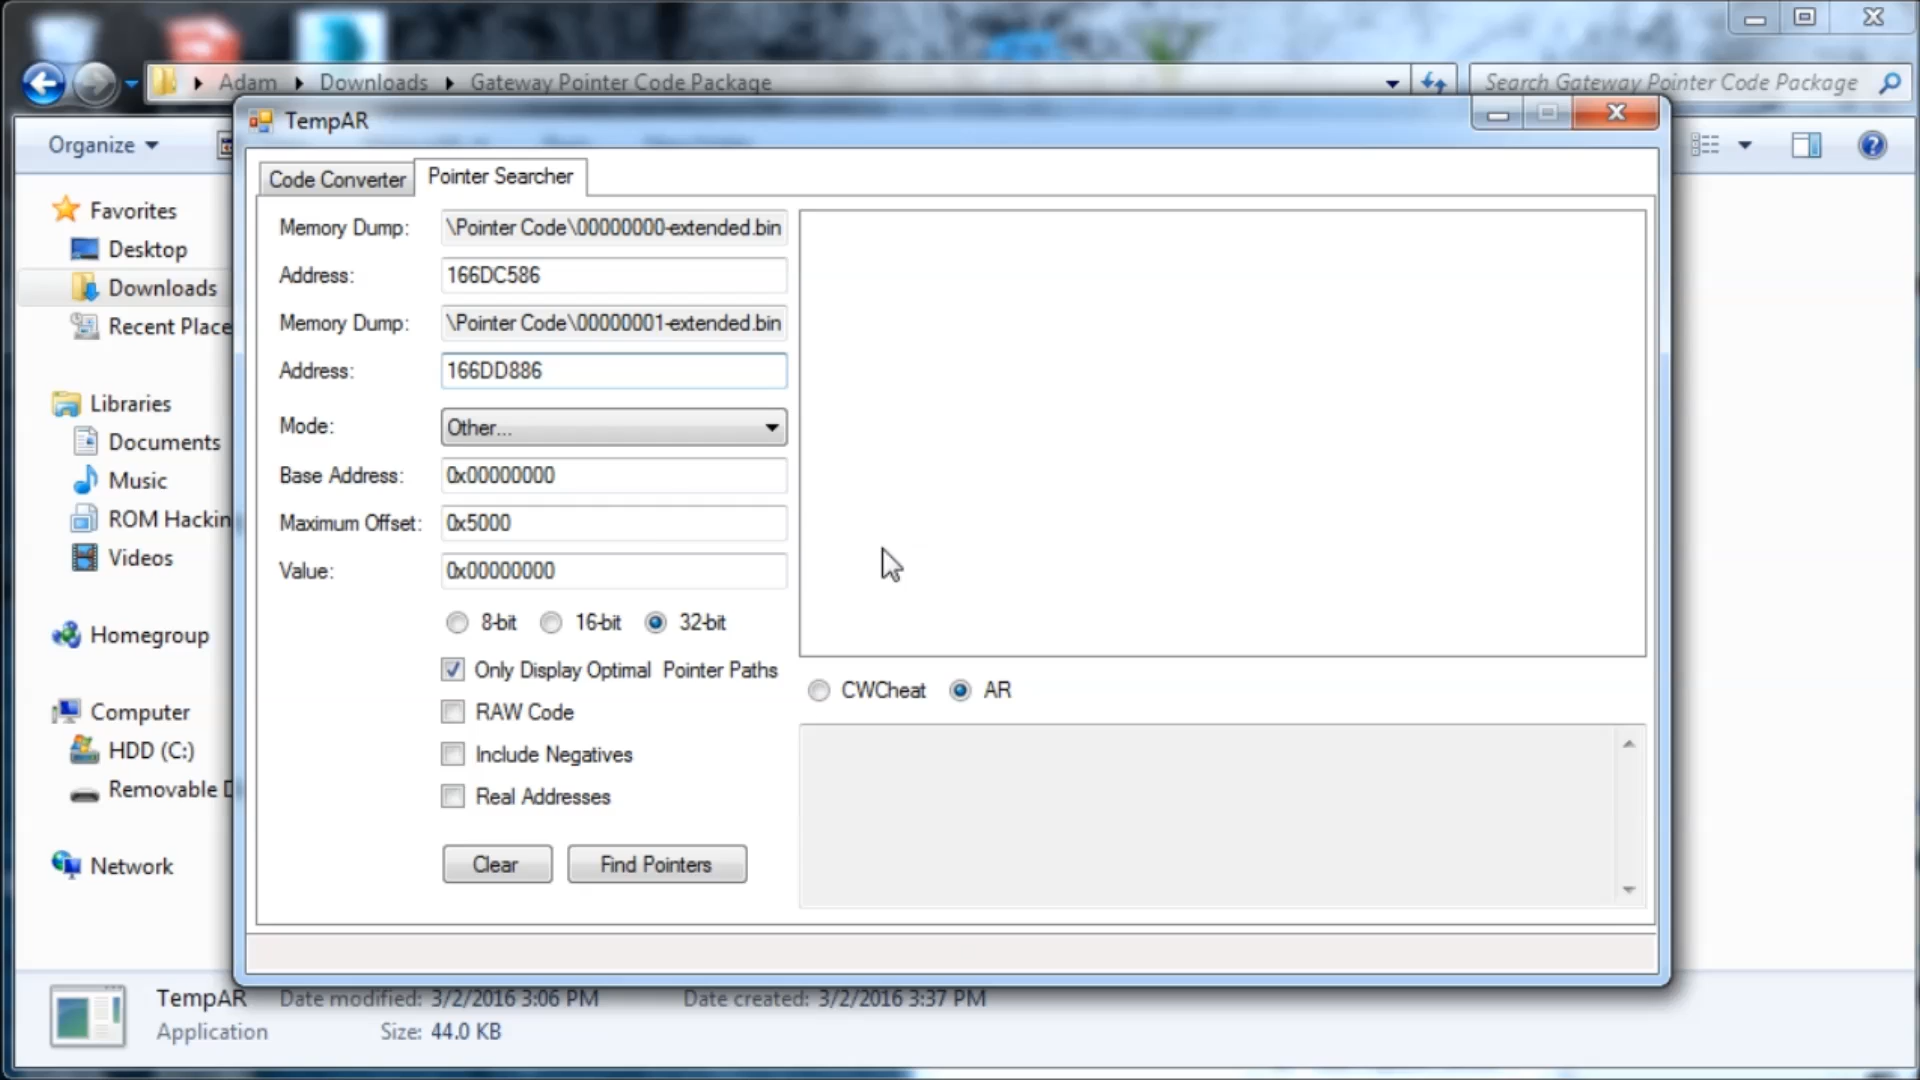 Adam
Downloads
Gateway Pointer Code Package
Search Gateway Pointer Code Package
TempAR
Organize
Favorites
Desktop
Downloads
Recent Place
Libraries
Documents
Music
ROM Hackin
Videos
Homegroup
Computer
HDD (C:)
Removable D
Network
Code Converter
Pointer Searcher
Memory Dump:
\Pointer Code\00000000-extended.bin
Address:
166DC586
Memory Dump:
\Pointer Code\00000001-extended.bin
Address:
166DD886
Mode:
Other...
Base Address:
0x00000000
Maximum Offset:
0x5000
Value:
0x00000000
8-bit
16-bit
32-bit
Only Display Optimal Pointer Paths
RAW Code
Include Negatives
Real Addresses
Clear
Find Pointers
CWCheat
AR
TempAR
Date modified: 3/2/2016 3:06 PM
Date created: 3/2/2016 3:37 PM
Application
Size: 44.0 KB